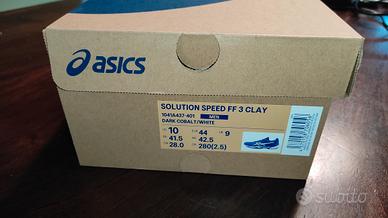 asics
SOLUTION SPEED FF 3 CLAY
1041A437-401 MEN
DARK COBALT/WHITE
10 44 9
41.5 42.5
28.0 280(2.5)
subito